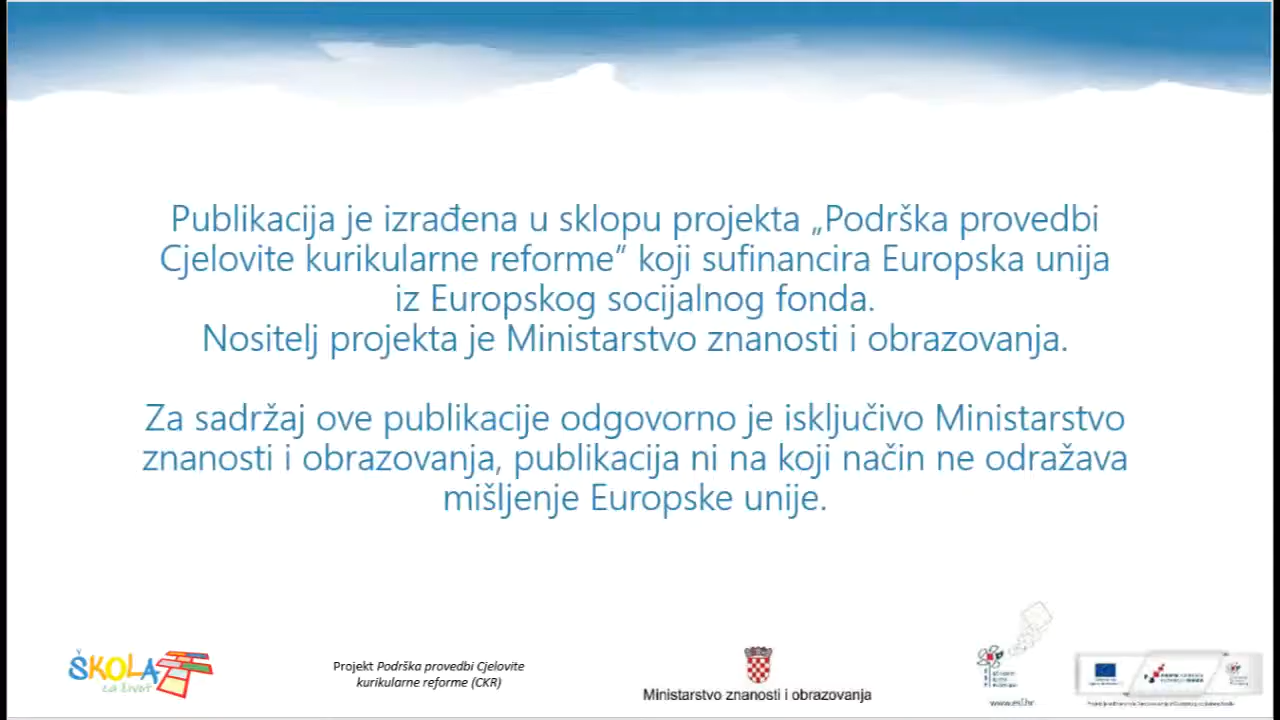 Publikacija je izrađena u sklopu projekta „Podrška provedbi
Cjelovite kurikularne reforme” koji sufinancira Europska unija
iz Europskog socijalnog fonda.
Nositelj projekta je Ministarstvo znanosti i obrazovanja.
Za sadržaj ove publikacije odgovorno je isključivo Ministarstvo
znanosti i obrazovanja, publikacija ni na koji način ne odražava
mišljenje Europske unije.
ŠKOLA
za život
Projekt Podrška provedbi Cjelovite
kurikularne reforme (CKR)
Ministarstvo znanosti i obrazovanja
www.esf.hr